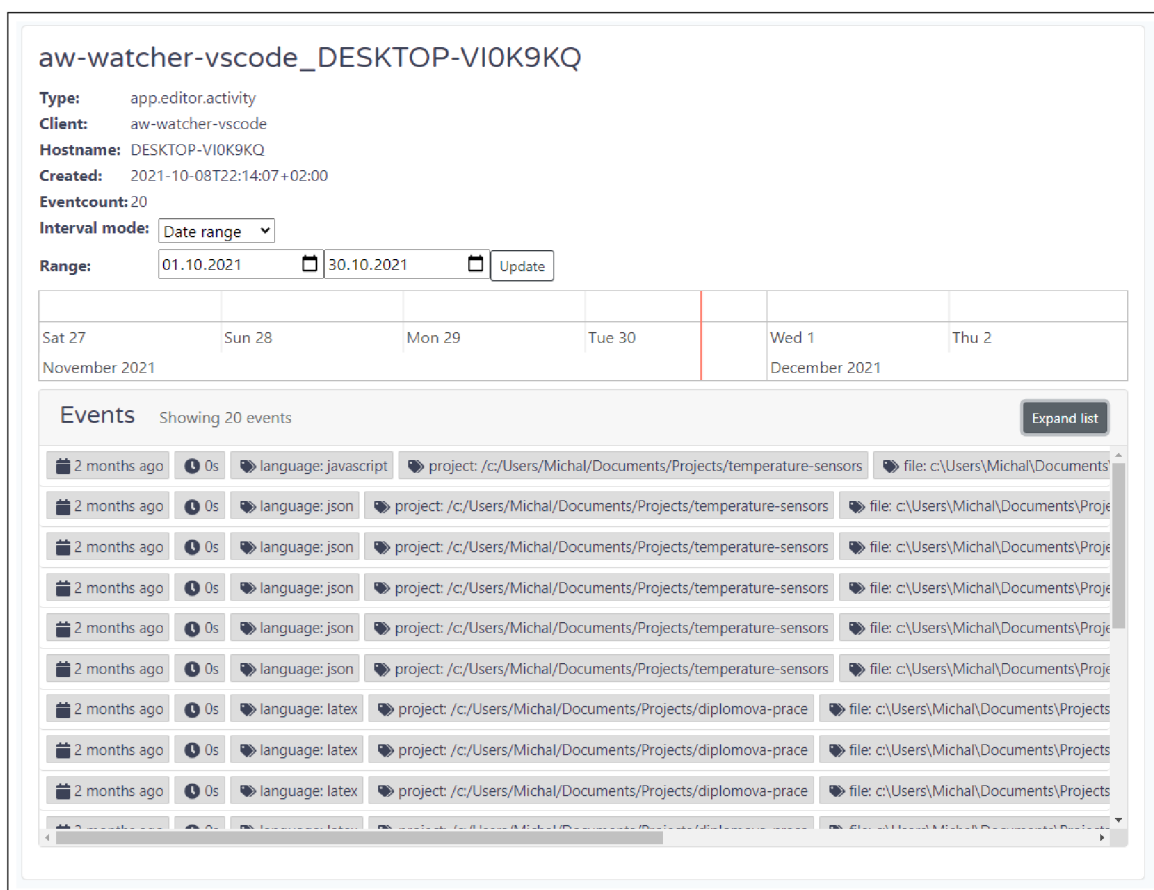 aw-watcher-vscode_DESKTOP-VI0K9KQ
Type: app.editor.activity
Client: aw-watcher-vscode
Hostname: DESKTOP-VI0K9KQ
Created: 2021-10-08T22:14:07+02:00
Eventcount: 20
Interval mode: Date range
Range: 01.10.2021 30.10.2021 Update
Sat 27 Sun 28 Mon 29 Tue 30 Wed 1 Thu 2
November 2021 December 2021
Events Showing 20 events Expand list
2 months ago 0s language: javascript project: /c:/Users/Michal/Documents/Projects/temperature-sensors file: c:\Users\Michal\Documents\
2 months ago 0s language: json project: /c:/Users/Michal/Documents/Projects/temperature-sensors file: c:\Users\Michal\Documents\Proje
2 months ago 0s language: json project: /c:/Users/Michal/Documents/Projects/temperature-sensors file: c:\Users\Michal\Documents\Proje
2 months ago 0s language: json project: /c:/Users/Michal/Documents/Projects/temperature-sensors file: c:\Users\Michal\Documents\Proje
2 months ago 0s language: json project: /c:/Users/Michal/Documents/Projects/temperature-sensors file: c:\Users\Michal\Documents\Proje
2 months ago 0s language: json project: /c:/Users/Michal/Documents/Projects/temperature-sensors file: c:\Users\Michal\Documents\Proje
2 months ago 0s language: latex project: /c:/Users/Michal/Documents/Projects/diplomova-prace file: c:\Users\Michal\Documents\Projects
2 months ago 0s language: latex project: /c:/Users/Michal/Documents/Projects/diplomova-prace file: c:\Users\Michal\Documents\Projects
2 months ago 0s language: latex project: /c:/Users/Michal/Documents/Projects/diplomova-prace file: c:\Users\Michal\Documents\Projects